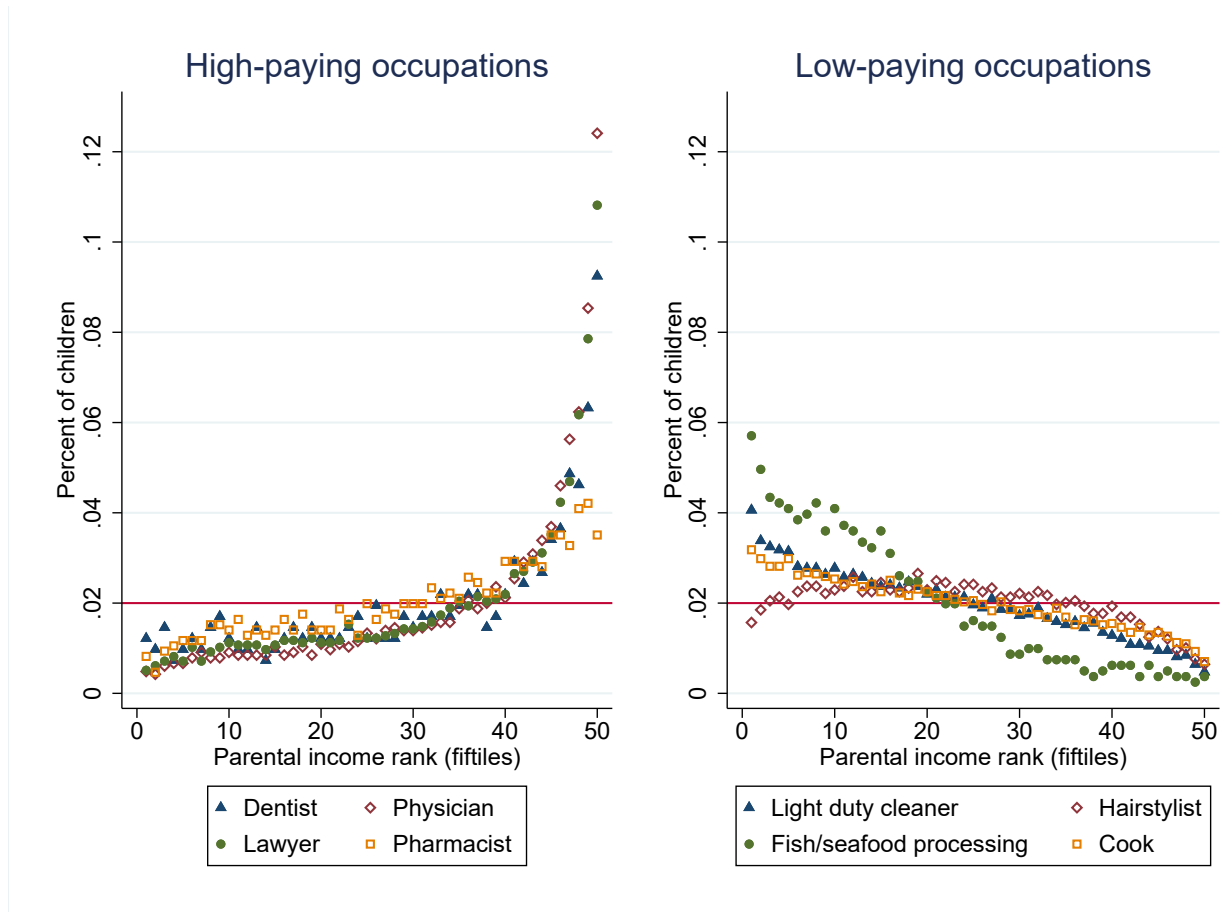 High-paying occupations
Percent of children
.12
.1
.08
.06
.04
.02
0
0 10 20 30 40 50
Parental income rank (fiftiles)
Dentist Physician
Lawyer Pharmacist
Low-paying occupations
Percent of children
.12
.1
.08
.06
.04
.02
0
0 10 20 30 40 50
Parental income rank (fiftiles)
Light duty cleaner Hairstylist
Fish/seafood processing Cook